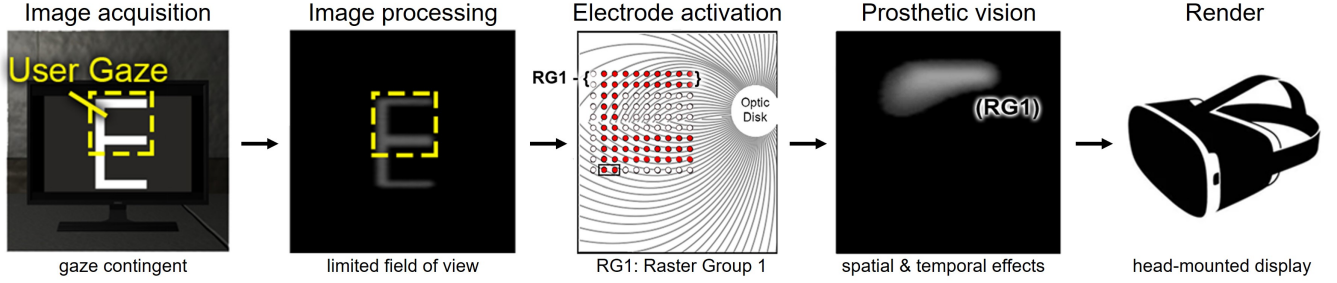 Image acquisition
Image processing
Electrode activation
Prosthetic vision
Render
User Gaze
E
E
RG1 - {
}
Optic
Disk
(RG1)
gaze contingent
limited field of view
RG1: Raster Group 1
spatial & temporal effects
head-mounted display